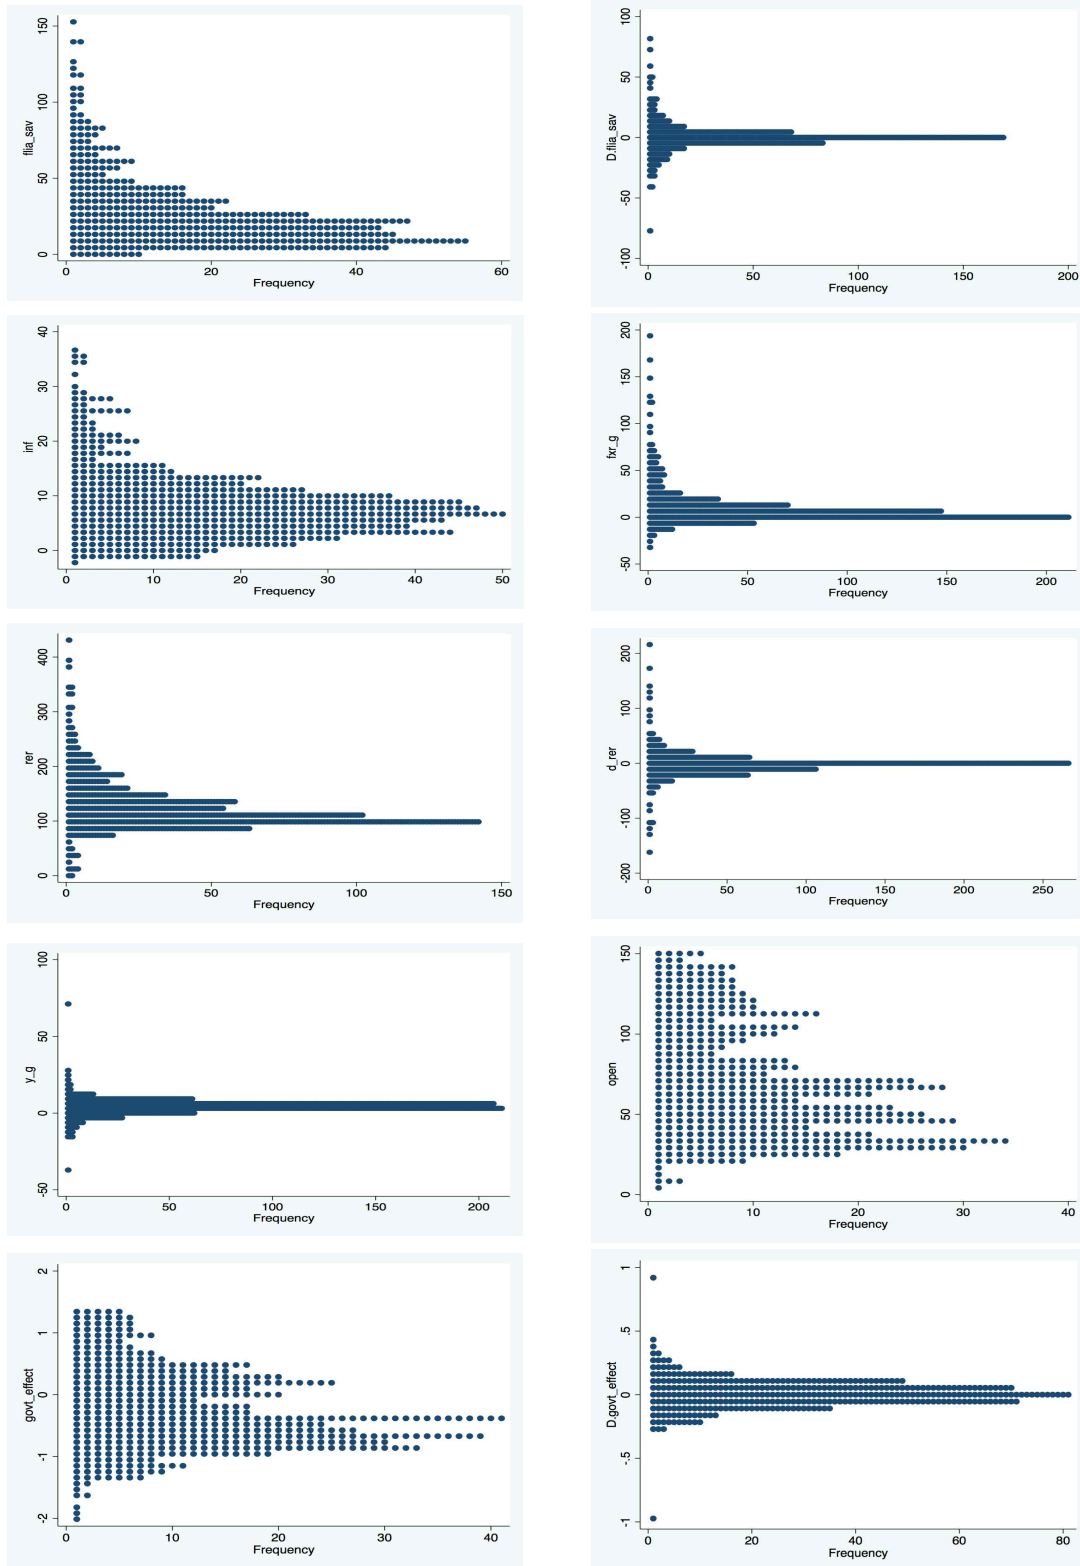 150
100
50
0
flia_sav
0 20 40 60
Frequency
100
50
0
-50
-100
D.flia_sav
0 50 100 150 200
Frequency
40
30
20
10
0
inf
0 10 20 30 40 50
Frequency
200
150
100
50
0
-50
fxr_g
0 50 100 150 200
Frequency
400
300
200
100
0
rer
0 50 100 150
Frequency
200
100
0
-100
-200
d_rer
0 50 100 150 200 250
Frequency
100
50
0
-50
y_g
0 50 100 150 200
Frequency
150
100
50
0
open
0 10 20 30 40
Frequency
2
1
0
-1
-2
govt_effect
0 10 20 30 40
Frequency
1
.5
0
-.5
-1
D.govt_effect
0 20 40 60 80
Frequency